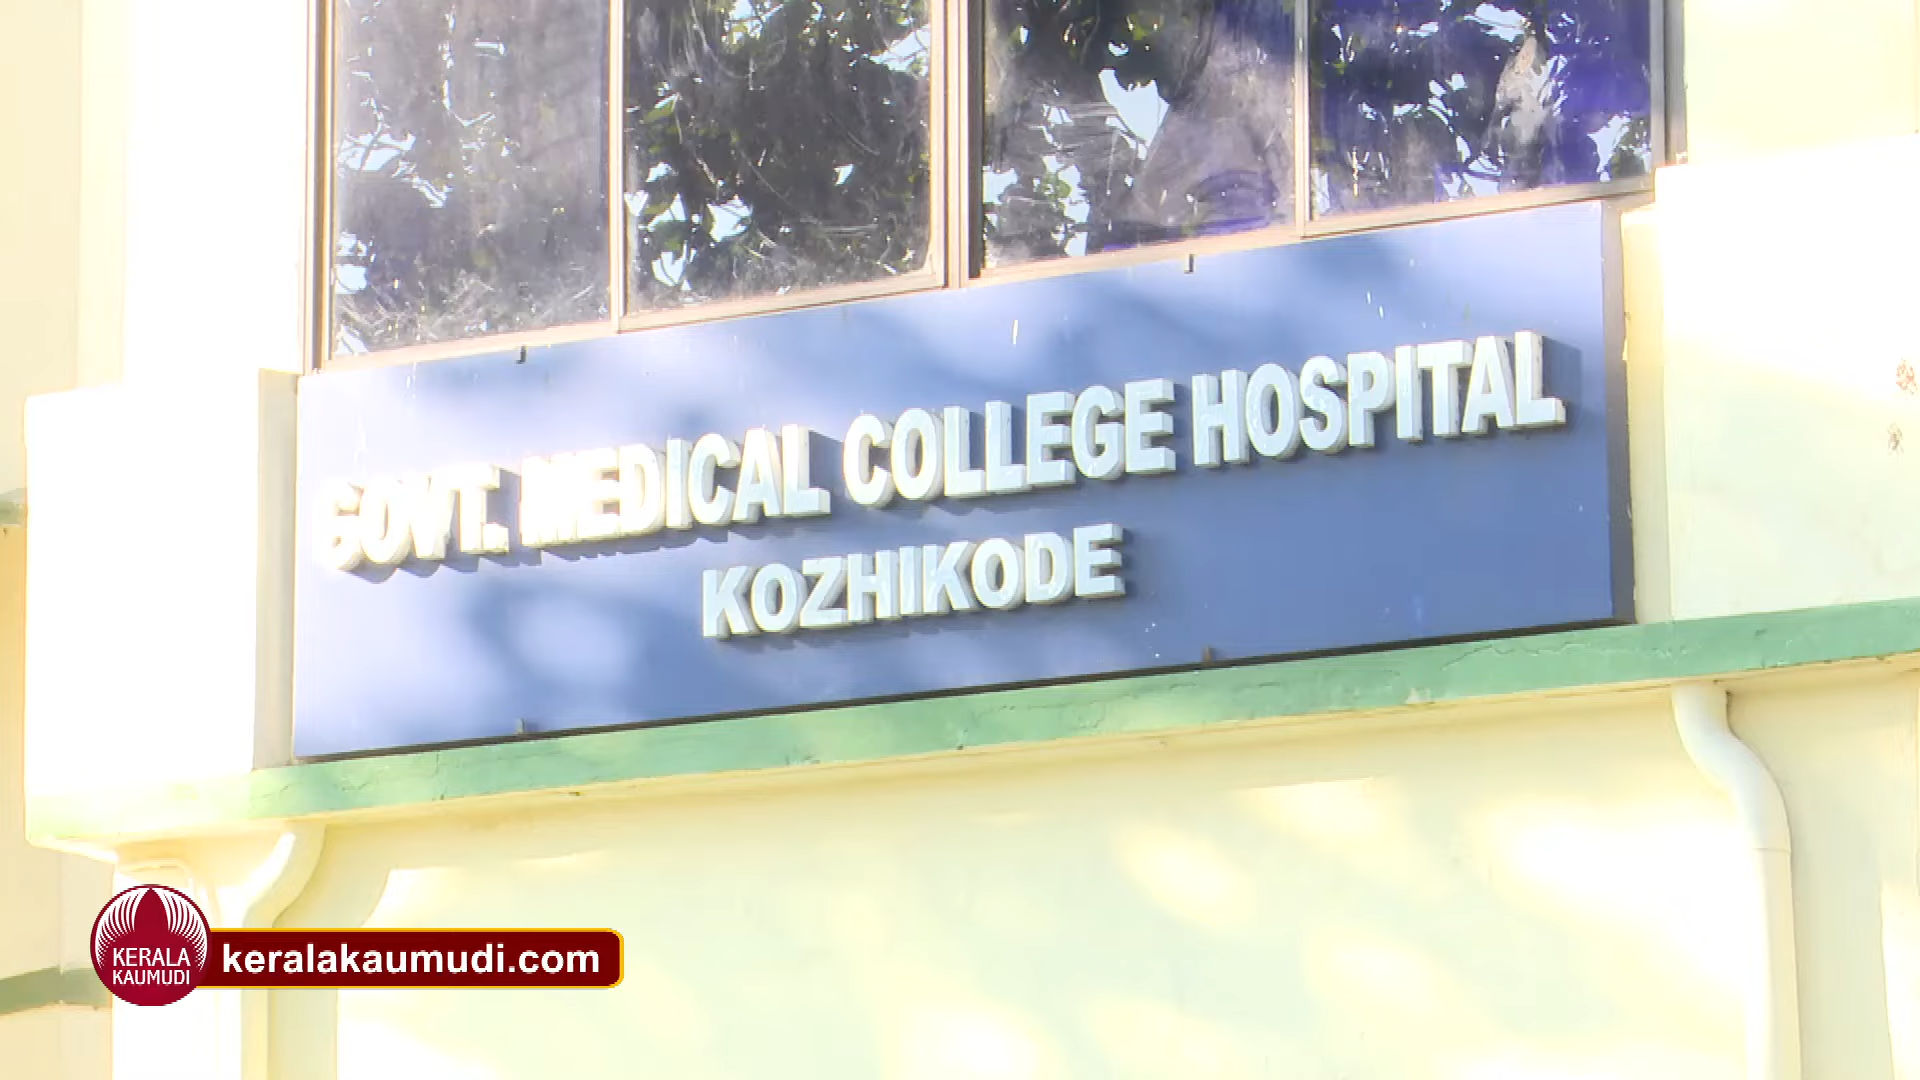 GOVT. MEDICAL COLLEGE HOSPITAL
KOZHIKODE
KERALA
KAUMUDI
keralakaumudi.com